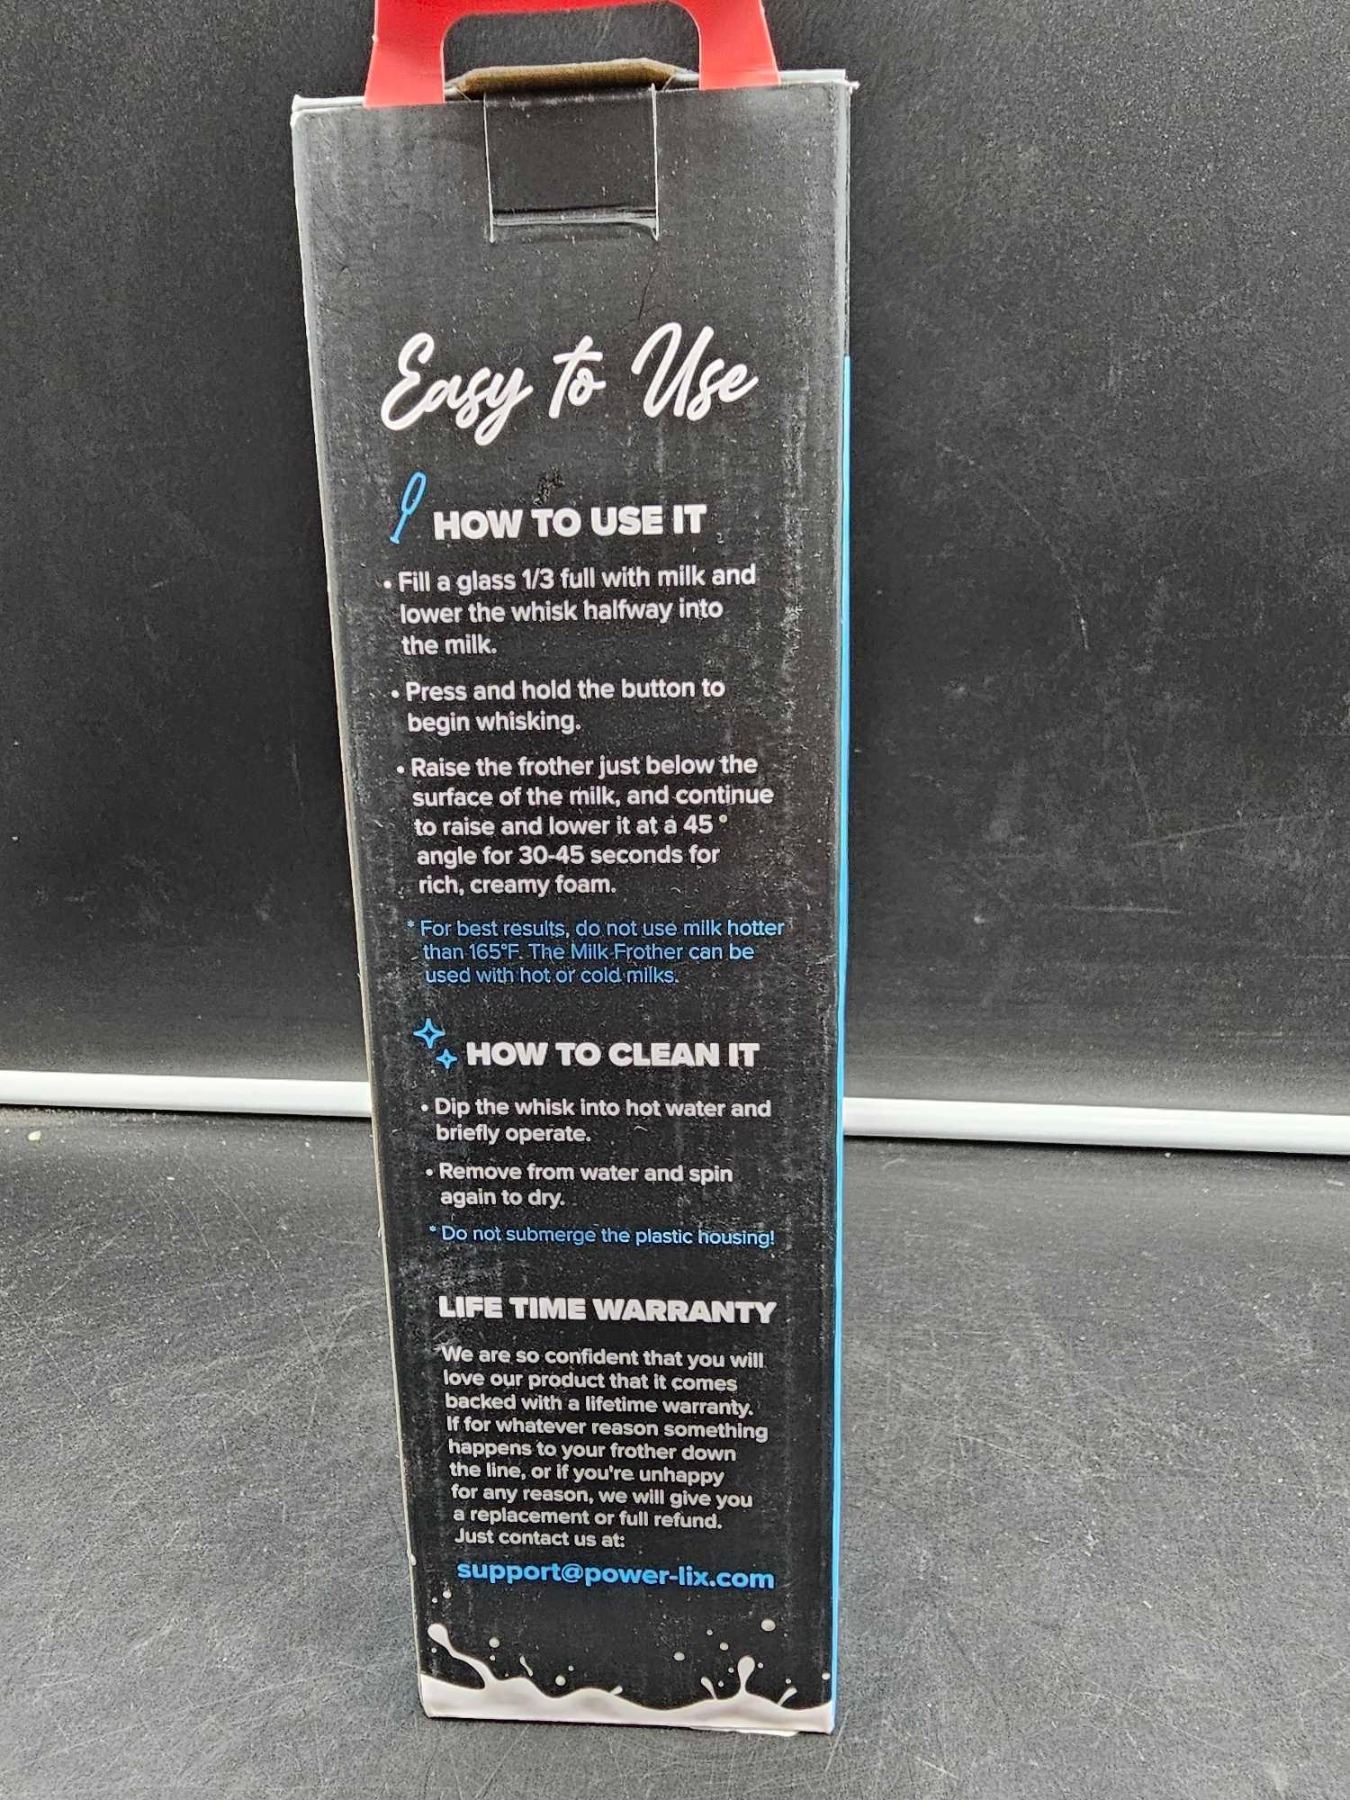 Easy to Use
HOW TO USE IT
• Fill a glass 1/3 full with milk and
lower the whisk halfway into
the milk.
• Press and hold the button to
begin whisking.
• Raise the frother just below the
surface of the milk, and continue
to raise and lower it at a 45°
angle for 30-45 seconds for
rich, creamy foam.
* For best results, do not use milk hotter
than 165°F. The Milk Frother can be
used with hot or cold milks.
HOW TO CLEAN IT
• Dip the whisk into hot water and
briefly operate.
• Remove from water and spin
again to dry.
* Do not submerge the plastic housing!
LIFE TIME WARRANTY
We are so confident that you will
love our product that it comes
backed with a lifetime warranty.
If for whatever reason something
happens to your frother down
the line, or if you're unhappy
for any reason, we will give you
a replacement or full refund.
Just contact us at:
support@power-lix.com